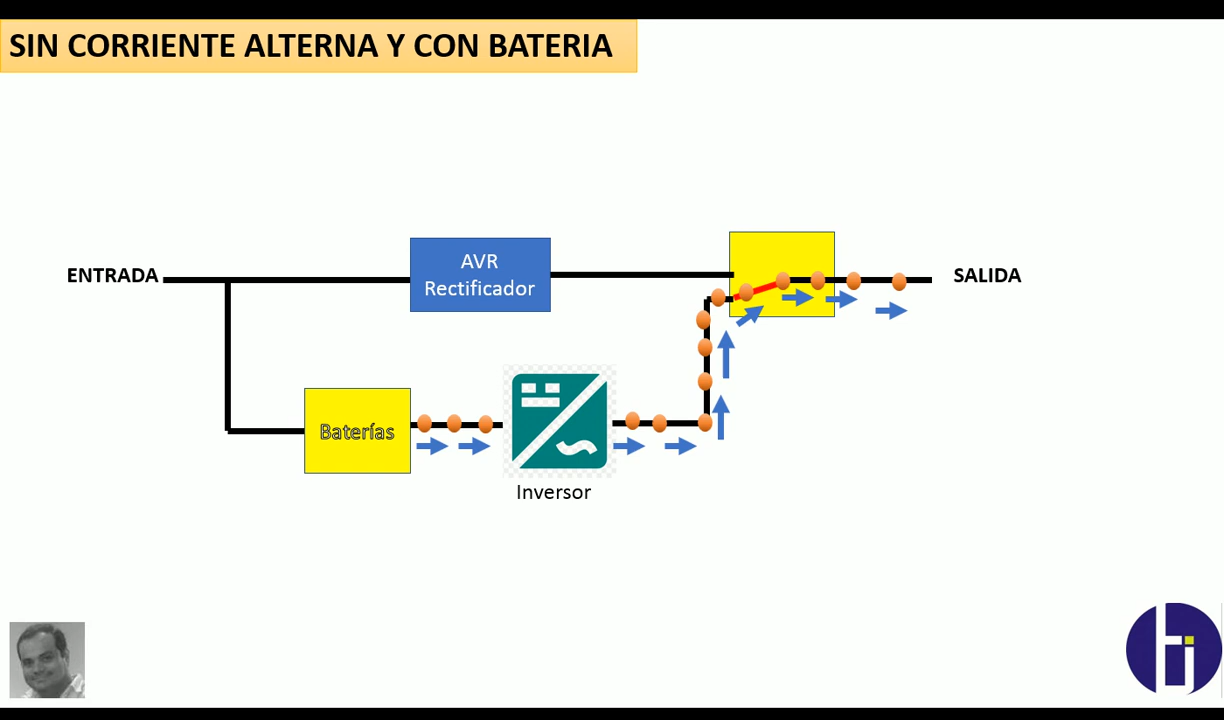 SIN CORRIENTE ALTERNA Y CON BATERIA
ENTRADA
AVR
Rectificador
SALIDA
Baterías
Inversor